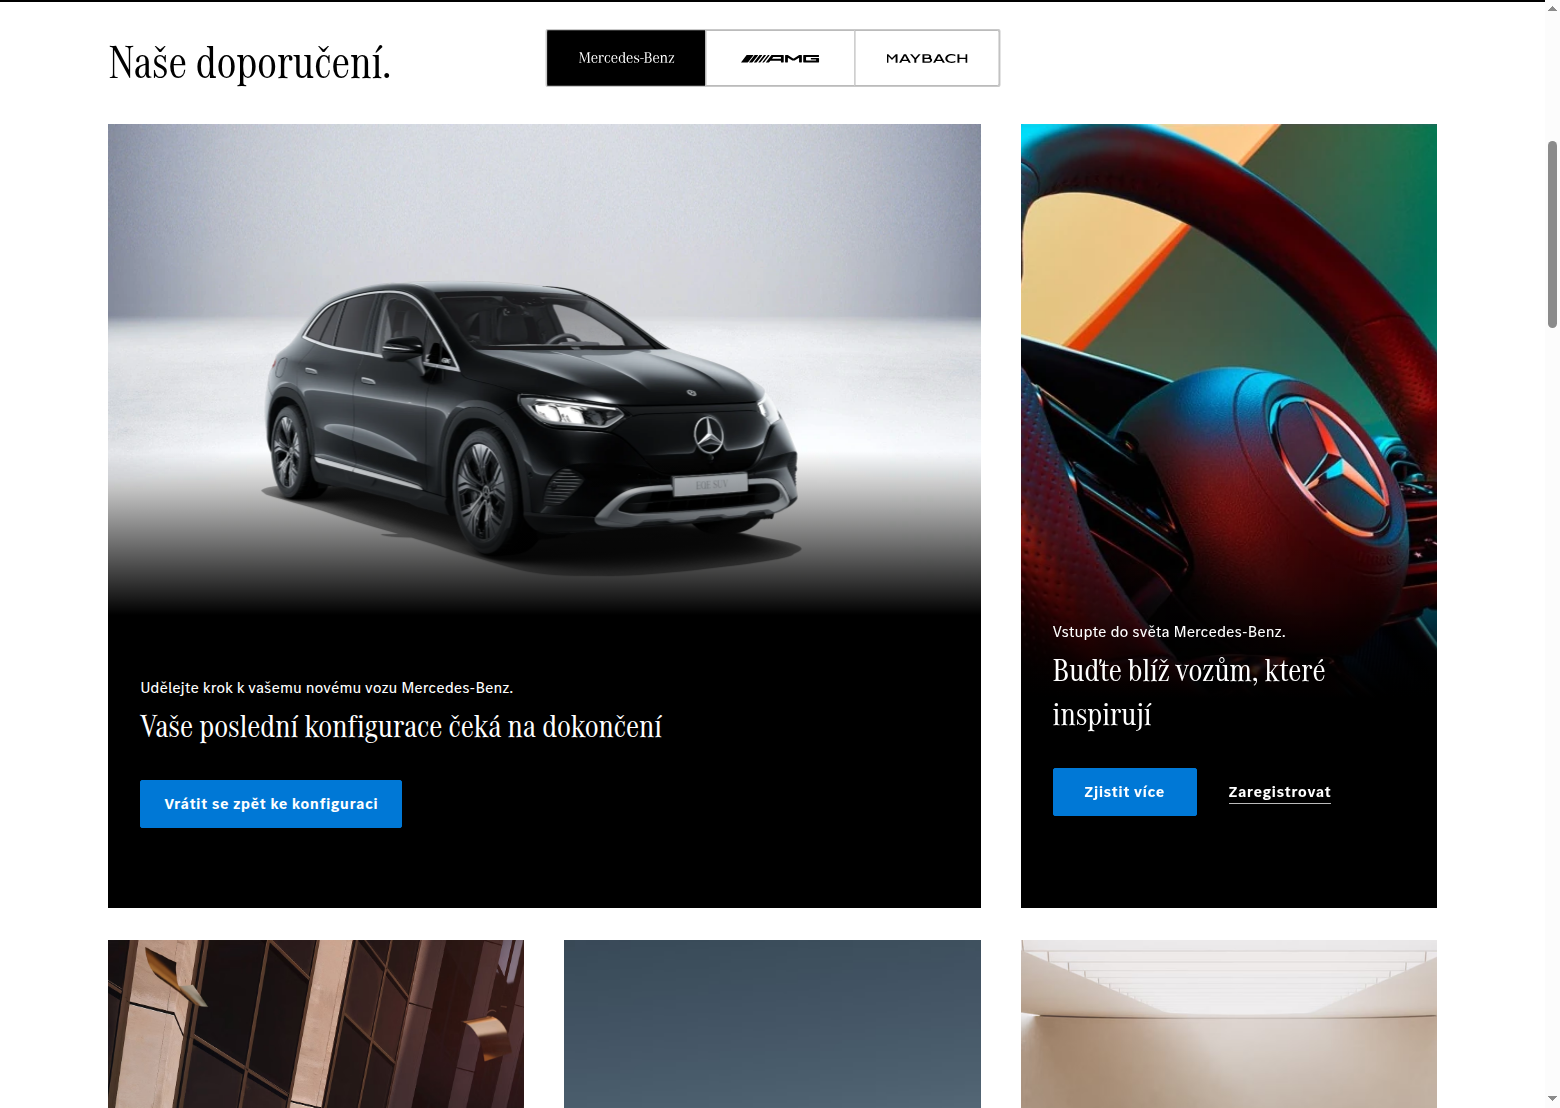 Naše doporučení.
Mercedes-Benz
AMG
MAYBACH
EQE SUV
Udělejte krok k vašemu novému vozu Mercedes-Benz.
Vaše poslední konfigurace čeká na dokončení
Vrátit se zpět ke konfiguraci
Vstupte do světa Mercedes-Benz.
Buďte blíž vozům, které
inspirují
Zjistit více
Zaregistrovat